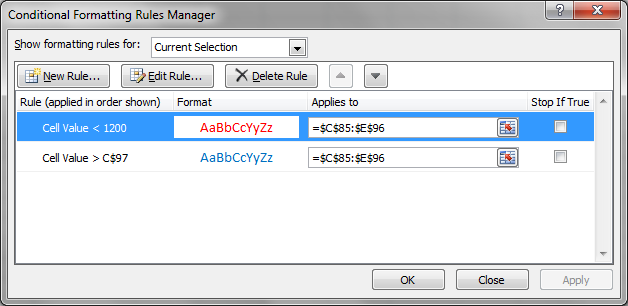 Conditional Formatting Rules Manager
Show formatting rules for: Current Selection
New Rule... Edit Rule... Delete Rule
Rule (applied in order shown) Format Applies to Stop If True
Cell Value < 1200 AaBbCcYyZz =$C$85:$E$96
Cell Value > C$97 AaBbCcYyZz =$C$85:$E$96
OK Close Apply